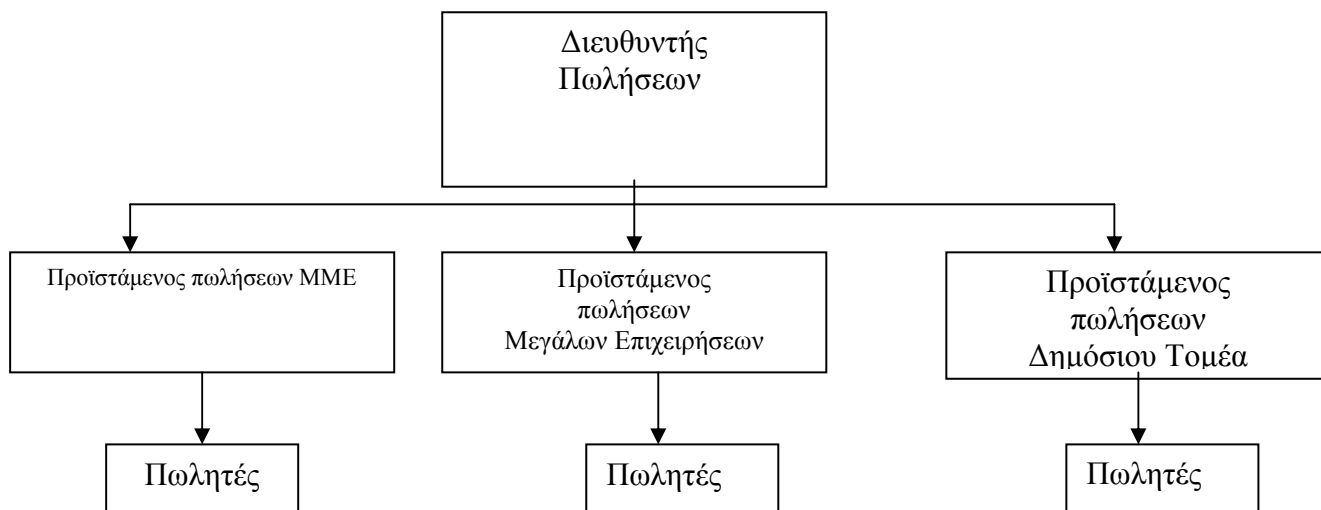 Διευθυντής
Πωλήσεων
Προϊστάμενος πωλήσεων ΜΜΕ
Προϊστάμενος
πωλήσεων
Μεγάλων Επιχειρήσεων
Προϊστάμενος
πωλήσεων
Δημόσιου Τομέα
Πωλητές
Πωλητές
Πωλητές